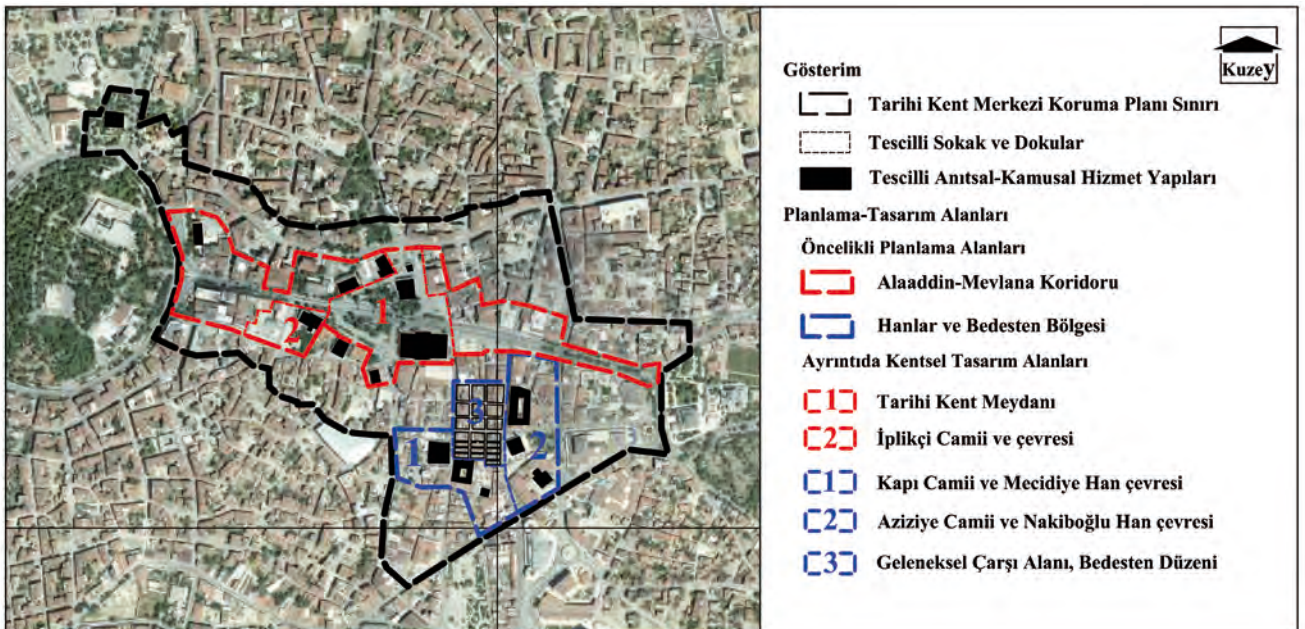 Kuzey
Gösterim
Tarihi Kent Merkezi Koruma Planı Sınırı
Tescilli Sokak ve Dokular
Tescilli Anıtsal-Kamusal Hizmet Yapıları
Planlama-Tasarım Alanları
Öncelikli Planlama Alanları
Alaaddin-Mevlana Koridoru
Hanlar ve Bedesten Bölgesi
Ayrıntıda Kentsel Tasarım Alanları
1 Tarihi Kent Meydanı
2 İplikçi Camii ve çevresi
1 Kapı Camii ve Mecidiye Han çevresi
2 Aziziye Camii ve Nakiboğlu Han çevresi
3 Geleneksel Çarşı Alanı, Bedesten Düzeni
1
2
3
1
2